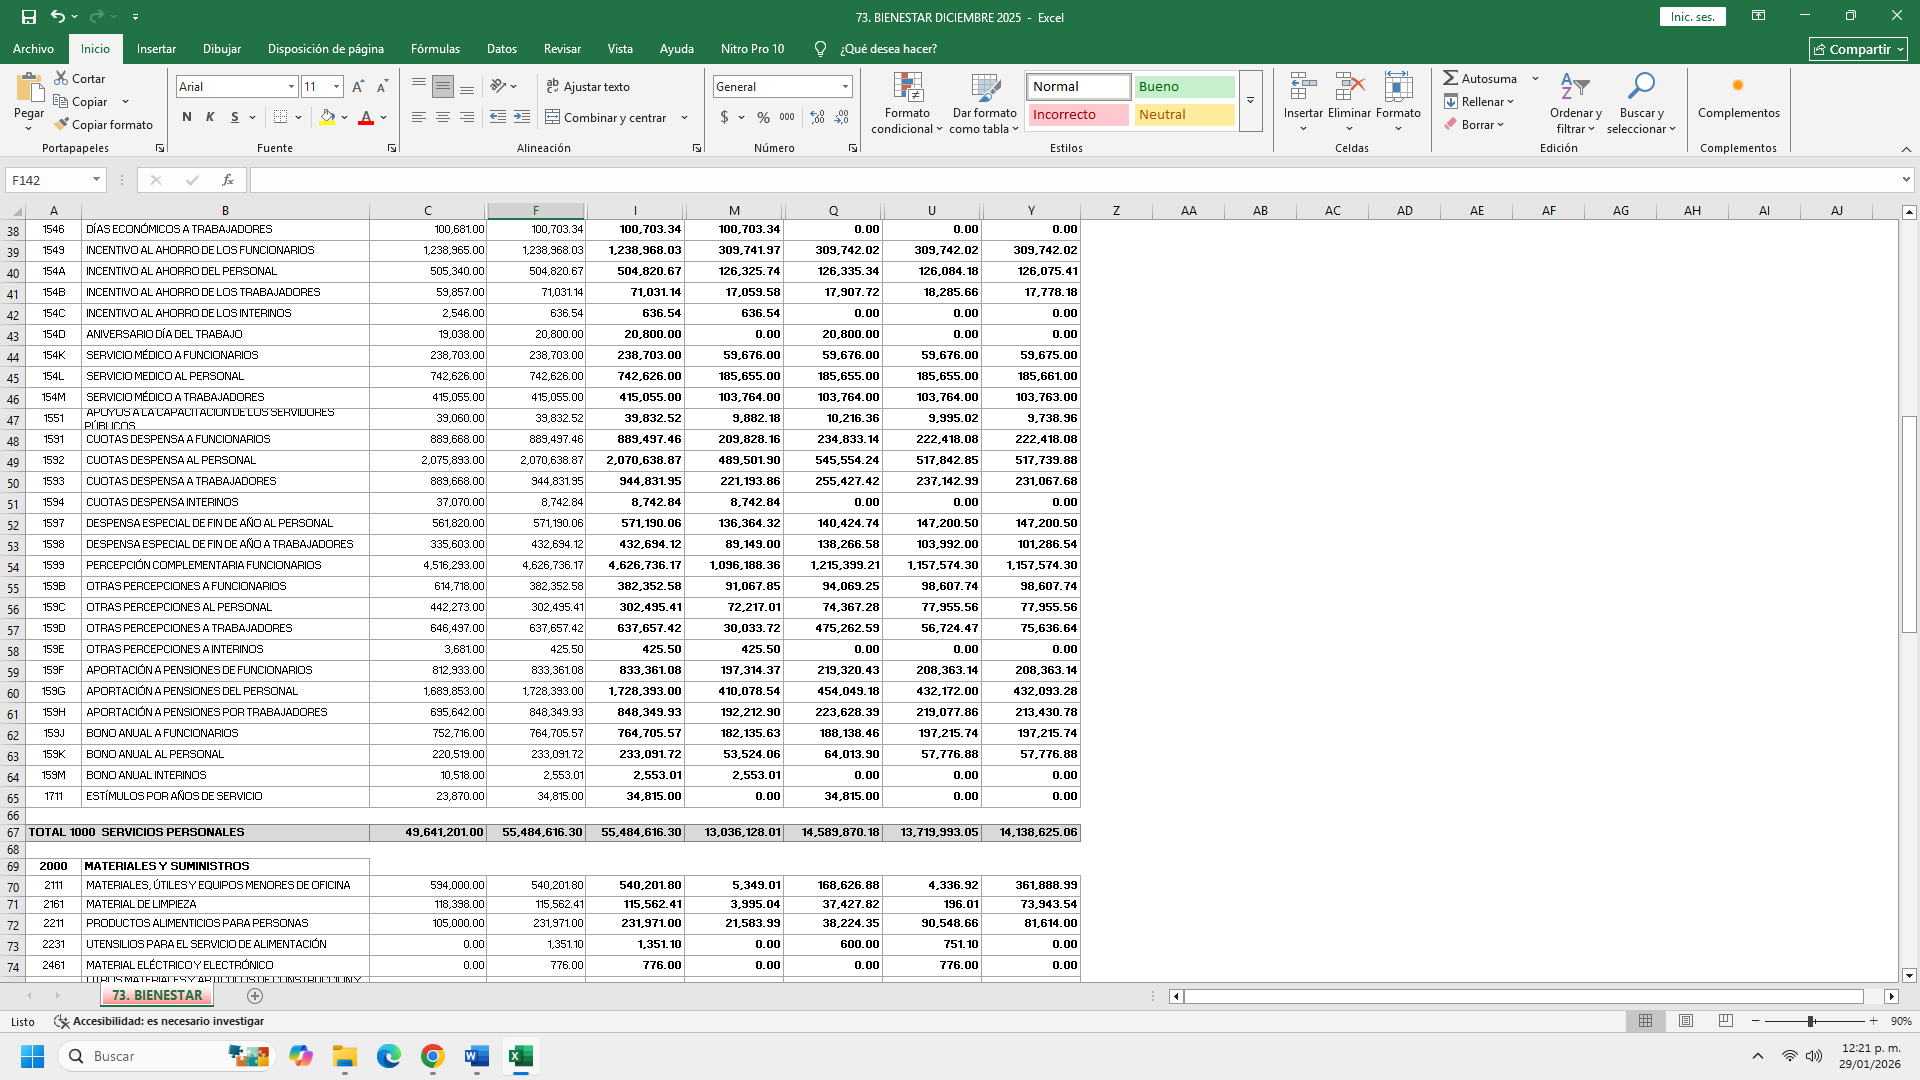 73. BIENESTAR DICIEMBRE 2025 - Excel
Inic. ses.
Archivo Inicio Insertar Dibujar Disposición de página Fórmulas Datos Revisar Vista Ayuda Nitro Pro 10 ¿Qué desea hacer? Compartir
Pegar Cortar Copiar Copiar formato Portapapeles
Arial 11 N K S Fuente
Ajustar texto Combinar y centrar Alineación
General $ % 000 Número
Formato condicional Dar formato como tabla Normal Bueno Incorrecto Neutral Estilos
Insertar Eliminar Formato Celdas
Autosuma Rellenar Borrar Ordenar y filtrar Buscar y seleccionar Edición
Complementos Complementos
F142 fx
A B C F I M Q U Y Z AA AB AC AD AE AF AG AH AI AJ
38 1546 DÍAS ECONÓMICOS A TRABAJADORES 100,681.00 100,703.34 100,703.34 100,703.34 0.00 0.00 0.00
39 1549 INCENTIVO AL AHORRO DE LOS FUNCIONARIOS 1,238,965.00 1,238,968.03 1,238,968.03 309,741.97 309,742.02 309,742.02 309,742.02
40 154A INCENTIVO AL AHORRO DEL PERSONAL 505,340.00 504,820.67 504,820.67 126,325.74 126,335.34 126,084.18 126,075.41
41 154B INCENTIVO AL AHORRO DE LOS TRABAJADORES 59,857.00 71,031.14 71,031.14 17,059.58 17,907.72 18,285.66 17,778.18
42 154C INCENTIVO AL AHORRO DE LOS INTERINOS 2,546.00 636.54 636.54 636.54 0.00 0.00 0.00
43 154D ANIVERSARIO DÍA DEL TRABAJO 19,038.00 20,800.00 20,800.00 0.00 20,800.00 0.00 0.00
44 154K SERVICIO MÉDICO A FUNCIONARIOS 238,703.00 238,703.00 238,703.00 59,676.00 59,676.00 59,676.00 59,675.00
45 154L SERVICIO MEDICO AL PERSONAL 742,626.00 742,626.00 742,626.00 185,655.00 185,655.00 185,655.00 185,661.00
46 154M SERVICIO MÉDICO A TRABAJADORES 415,055.00 415,055.00 415,055.00 103,764.00 103,764.00 103,764.00 103,763.00
47 1551 APOYOS A LA CAPACITACIÓN DE LOS SERVIDORES PÚBLICOS 39,060.00 39,832.52 39,832.52 9,882.18 10,216.36 9,995.02 9,738.96
48 1591 CUOTAS DESPENSA A FUNCIONARIOS 889,668.00 889,497.46 889,497.46 209,828.16 234,833.14 222,418.08 222,418.08
49 1592 CUOTAS DESPENSA AL PERSONAL 2,075,893.00 2,070,638.87 2,070,638.87 489,501.90 545,554.24 517,842.85 517,739.88
50 1593 CUOTAS DESPENSA A TRABAJADORES 889,668.00 944,831.95 944,831.95 221,193.86 255,427.42 237,142.99 231,067.68
51 1594 CUOTAS DESPENSA INTERINOS 37,070.00 8,742.84 8,742.84 8,742.84 0.00 0.00 0.00
52 1597 DESPENSA ESPECIAL DE FIN DE AÑO AL PERSONAL 561,820.00 571,190.06 571,190.06 136,364.32 140,424.74 147,200.50 147,200.50
53 1598 DESPENSA ESPECIAL DE FIN DE AÑO A TRABAJADORES 335,603.00 432,694.12 432,694.12 89,149.00 138,266.58 103,992.00 101,286.54
54 1599 PERCEPCIÓN COMPLEMENTARIA FUNCIONARIOS 4,516,293.00 4,626,736.17 4,626,736.17 1,096,188.36 1,215,399.21 1,157,574.30 1,157,574.30
55 159B OTRAS PERCEPCIONES A FUNCIONARIOS 614,718.00 382,352.58 382,352.58 91,067.85 94,069.25 98,607.74 98,607.74
56 159C OTRAS PERCEPCIONES AL PERSONAL 442,273.00 302,495.41 302,495.41 72,217.01 74,367.28 77,955.56 77,955.56
57 159D OTRAS PERCEPCIONES A TRABAJADORES 646,497.00 637,657.42 637,657.42 30,033.72 475,262.59 56,724.47 75,636.64
58 159E OTRAS PERCEPCIONES A INTERINOS 3,681.00 425.50 425.50 425.50 0.00 0.00 0.00
59 159F APORTACIÓN A PENSIONES DE FUNCIONARIOS 812,933.00 833,361.08 833,361.08 197,314.37 219,320.43 208,363.14 208,363.14
60 159G APORTACIÓN A PENSIONES DEL PERSONAL 1,689,853.00 1,728,393.00 1,728,393.00 410,078.54 454,049.18 432,172.00 432,093.28
61 159H APORTACIÓN A PENSIONES POR TRABAJADORES 695,642.00 848,349.93 848,349.93 192,212.90 223,628.39 219,077.86 213,430.78
62 159J BONO ANUAL A FUNCIONARIOS 752,716.00 764,705.57 764,705.57 182,135.63 188,138.46 197,215.74 197,215.74
63 159K BONO ANUAL AL PERSONAL 220,519.00 233,091.72 233,091.72 53,524.06 64,013.90 57,776.88 57,776.88
64 159M BONO ANUAL INTERINOS 10,518.00 2,553.01 2,553.01 2,553.01 0.00 0.00 0.00
65 1711 ESTÍMULOS POR AÑOS DE SERVICIO 23,870.00 34,815.00 34,815.00 0.00 34,815.00 0.00 0.00
66
67 TOTAL 1000 SERVICIOS PERSONALES 49,641,201.00 55,484,616.30 55,484,616.30 13,036,128.01 14,589,870.18 13,719,993.05 14,138,625.06
68
69 2000 MATERIALES Y SUMINISTROS
70 2111 MATERIALES, ÚTILES Y EQUIPOS MENORES DE OFICINA 594,000.00 540,201.80 540,201.80 5,349.01 168,626.88 4,336.92 361,888.99
71 2161 MATERIAL DE LIMPIEZA 118,398.00 115,562.41 115,562.41 3,995.04 37,427.82 196.01 73,943.54
72 2211 PRODUCTOS ALIMENTICIOS PARA PERSONAS 105,000.00 231,971.00 231,971.00 21,583.99 38,224.35 90,548.66 81,614.00
73 2231 UTENSILIOS PARA EL SERVICIO DE ALIMENTACIÓN 0.00 1,351.10 1,351.10 0.00 600.00 751.10 0.00
74 2461 MATERIAL ELÉCTRICO Y ELECTRÓNICO 0.00 776.00 776.00 0.00 0.00 776.00 0.00
OTROS MATERIALES Y ARTÍCULOS DE CONSTRUCCIÓN Y
73. BIENESTAR
Listo Accesibilidad: es necesario investigar 90%
Buscar 12:21 p. m.
29/01/2026